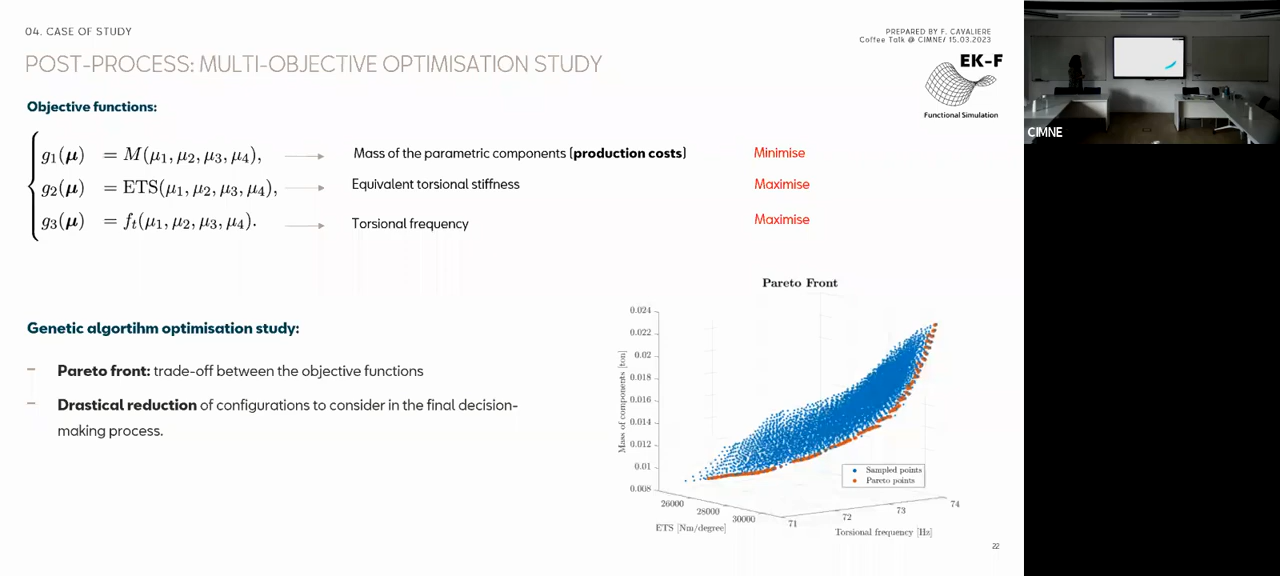 04. CASE OF STUDY
PREPARED BY F. CAVALIERE
Coffee Talk @ CIMNE/ 15.03.2023
POST-PROCESS: MULTI-OBJECTIVE OPTIMISATION STUDY
EK-F
Functional Simulation
Objective functions:
g₁(μ) = M(μ₁, μ₂, μ₃, μ₄), Mass of the parametric components (production costs) Minimise
g₂(μ) = ETS(μ₁, μ₂, μ₃, μ₄), Equivalent torsional stiffness Maximise
g₃(μ) = fₜ(μ₁, μ₂, μ₃, μ₄). Torsional frequency Maximise
Genetic algortihm optimisation study:
– Pareto front: trade-off between the objective functions
– Drastical reduction of configurations to consider in the final decision-
making process.
Pareto Front
0.024
0.022
0.02
0.018
0.016
0.014
0.012
0.01
0.008
Mass of components [ton]
26000
28000
30000
ETS [Nm/degree]
71
72
73
74
Torsional frequency [Hz]
Sampled points
Pareto points
22
CIMNE